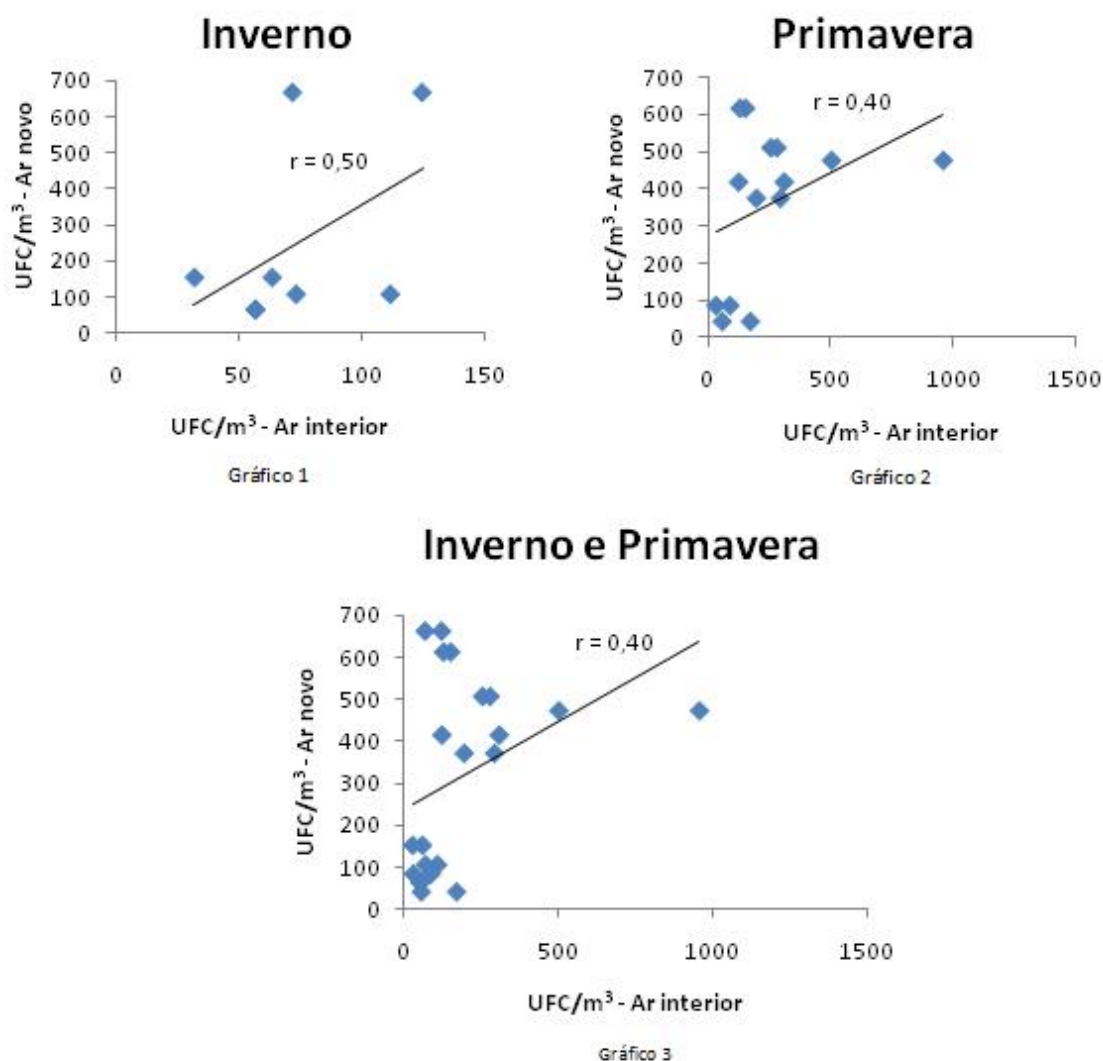 Inverno
UFC/m³ - Ar novo
700
600
500
400
300
200
100
0
r = 0,50
0 50 100 150
UFC/m³ - Ar interior
Gráfico 1
Primavera
UFC/m³ - Ar novo
700
600
500
400
300
200
100
0
r = 0,40
0 500 1000 1500
UFC/m³ - Ar interior
Gráfico 2
Inverno e Primavera
UFC/m³ - Ar novo
700
600
500
400
300
200
100
0
r = 0,40
0 500 1000 1500
UFC/m³ - Ar interior
Gráfico 3